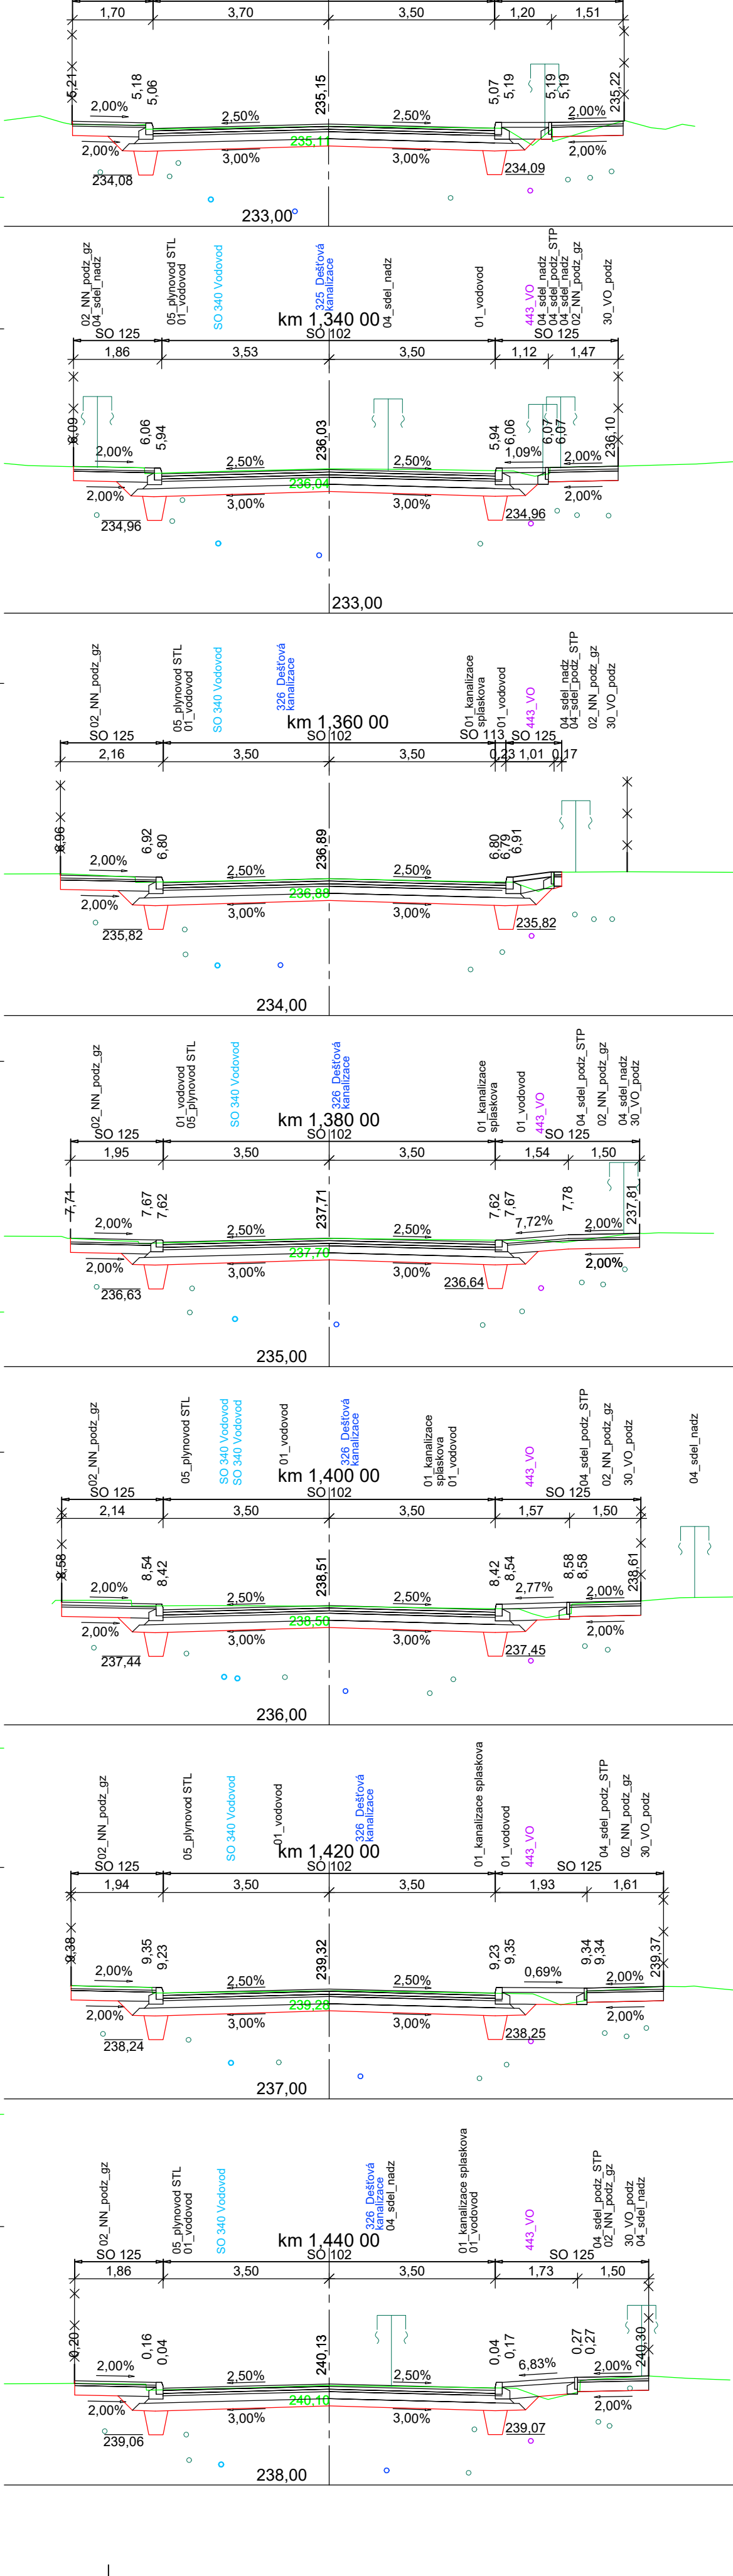 1,70 3,70 3,50 1,20 1,51
5,21 5,18 5,06 235,15 5,07 5,19 5,19 5,19 235,22
2,00% 2,50% 2,50% 2,00%
235,11
2,00% 3,00% 3,00% 2,00%
234,08 234,09
233,00
02_NN_podz_gz 04_sdel_nadz 05_plynovod STL 01_vodovod SO 340 Vodovod 325 Dešťová kanalizace 04_sdel_nadz 01_vodovod 443_VO 04_sdel_nadz 04_sdel_podz_STP 04_sdel_nadz 02_NN_podz_gz 30_VO_podz
km 1,340 00
SO 125 SO 102 SO 125
1,86 3,53 3,50 1,12 1,47
6,09 6,06 5,94 236,03 5,94 6,06 6,07 6,07 236,10
2,00% 2,50% 2,50% 1,09% 2,00%
236,04
2,00% 3,00% 3,00% 2,00%
234,96 234,96
233,00
02_NN_podz_gz 05_plynovod STL 01_vodovod SO 340 Vodovod 326 Dešťová kanalizace 01_kanalizace splaskova 01_vodovod 443_VO 04_sdel_nadz 04_sdel_podz_STP 02_NN_podz_gz 30_VO_podz
km 1,360 00
SO 125 SO 102 SO 113 SO 125
2,16 3,50 3,50 0,23 1,01 0,17
6,96 6,92 6,80 236,89 6,80 6,79 6,91
2,00% 2,50% 2,50%
236,88
2,00% 3,00% 3,00%
235,82 235,82
234,00
02_NN_podz_gz 01_vodovod 05_plynovod STL SO 340 Vodovod 326 Dešťová kanalizace 01_kanalizace splaskova 01_vodovod 443_VO 04_sdel_podz_STP 02_NN_podz_gz 04_sdel_nadz 30_VO_podz
km 1,380 00
SO 125 SO 102 SO 125
1,95 3,50 3,50 1,54 1,50
7,71 7,67 7,62 237,71 7,62 7,67 7,78 237,81
2,00% 2,50% 2,50% 7,72% 2,00%
237,70
2,00% 3,00% 3,00% 2,00%
236,63 236,64
235,00
02_NN_podz_gz 05_plynovod STL SO 340 Vodovod SO 340 Vodovod 01_vodovod 326 Dešťová kanalizace 01_kanalizace splaskova 01_vodovod 443_VO 04_sdel_podz_STP 02_NN_podz_gz 30_VO_podz 04_sdel_nadz
km 1,400 00
SO 125 SO 102 SO 125
2,14 3,50 3,50 1,57 1,50
8,58 8,54 8,42 238,51 8,42 8,54 8,58 8,58 238,61
2,00% 2,50% 2,50% 2,77% 2,00%
238,50
2,00% 3,00% 3,00% 2,00%
237,44 237,45
236,00
02_NN_podz_gz 05_plynovod STL SO 340 Vodovod 01_vodovod 326 Dešťová kanalizace 01_kanalizace splaskova 01_vodovod 443_VO 04_sdel_podz_STP 02_NN_podz_gz 30_VO_podz
km 1,420 00
SO 125 SO 102 SO 125
1,94 3,50 3,50 1,93 1,61
9,38 9,35 9,23 239,32 9,23 9,35 9,34 9,34 239,37
2,00% 2,50% 2,50% 0,69% 2,00%
239,28
2,00% 3,00% 3,00% 2,00%
238,24 238,25
237,00
02_NN_podz_gz 05_plynovod STL 01_vodovod SO 340 Vodovod 326 Dešťová kanalizace 04_sdel_nadz 01_kanalizace splaskova 01_vodovod 443_VO 04_sdel_podz_STP 02_NN_podz_gz 30_VO_podz 04_sdel_nadz
km 1,440 00
SO 125 SO 102 SO 125
1,86 3,50 3,50 1,73 1,50
0,20 0,16 0,04 240,13 0,04 0,17 0,27 0,27 240,30
2,00% 2,50% 2,50% 6,83% 2,00%
240,10
2,00% 3,00% 3,00% 2,00%
239,06 239,07
238,00